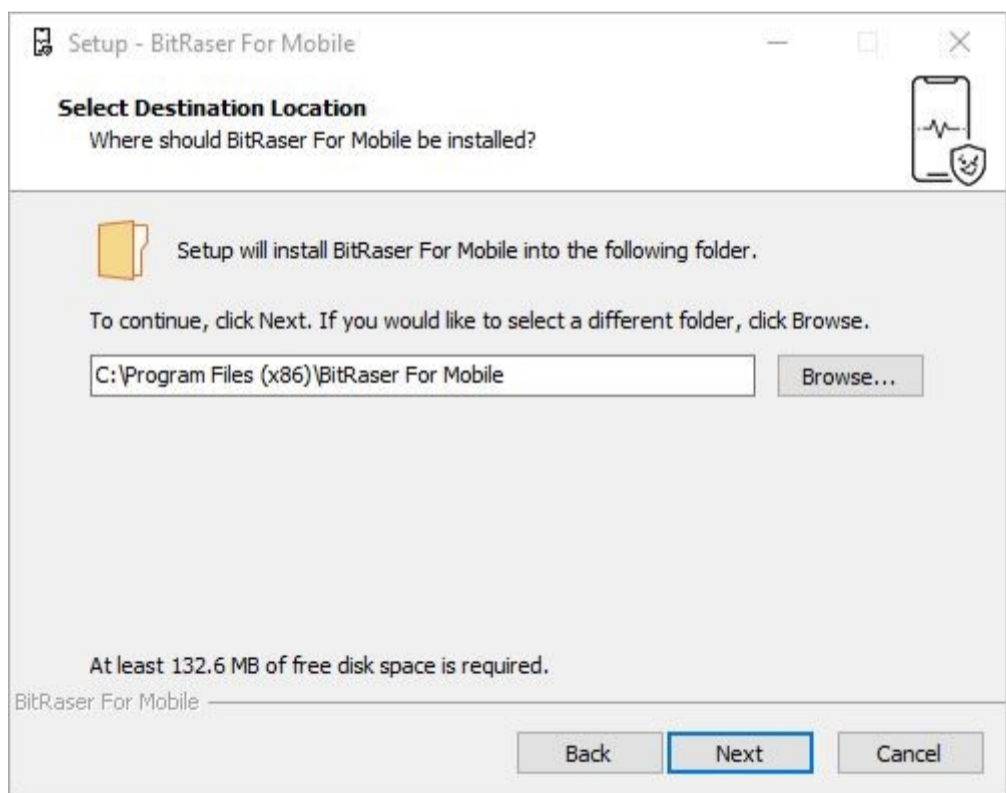 Setup - BitRaser For Mobile
Select Destination Location
Where should BitRaser For Mobile be installed?
Setup will install BitRaser For Mobile into the following folder.
To continue, click Next. If you would like to select a different folder, click Browse.
C:\Program Files (x86)\BitRaser For Mobile
Browse...
At least 132.6 MB of free disk space is required.
BitRaser For Mobile
Back
Next
Cancel